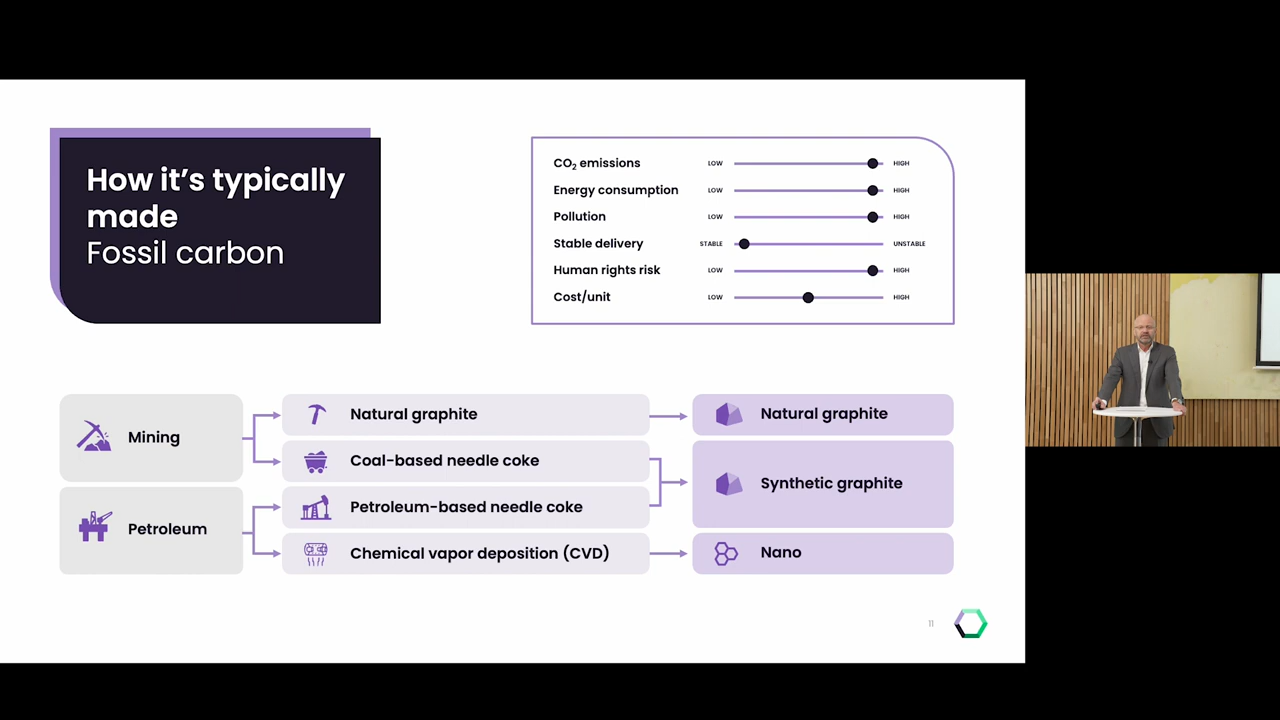 How it's typically
made
Fossil carbon
CO₂ emissions LOW HIGH
Energy consumption LOW HIGH
Pollution LOW HIGH
Stable delivery STABLE UNSTABLE
Human rights risk LOW HIGH
Cost/unit LOW HIGH
Mining
Petroleum
Natural graphite
Coal-based needle coke
Petroleum-based needle coke
Chemical vapor deposition (CVD)
Natural graphite
Synthetic graphite
Nano
11